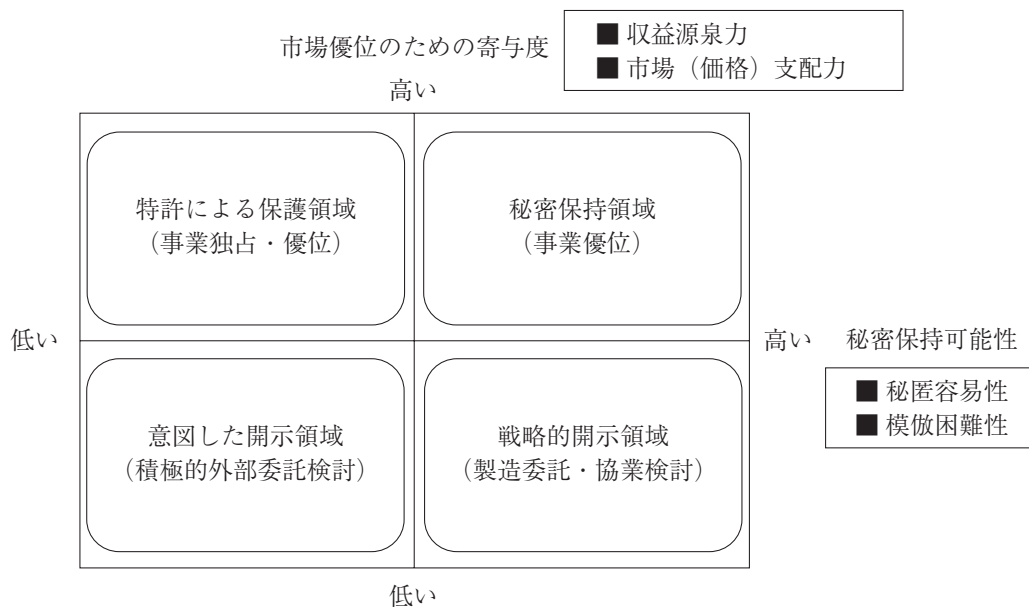 市場優位のための寄与度
■ 収益源泉力
■ 市場（価格）支配力
高い
特許による保護領域
（事業独占・優位）
秘密保持領域
（事業優位）
低い
高い
秘密保持可能性
■ 秘匿容易性
■ 模倣困難性
意図した開示領域
（積極的外部委託検討）
戦略的開示領域
（製造委託・協業検討）
低い